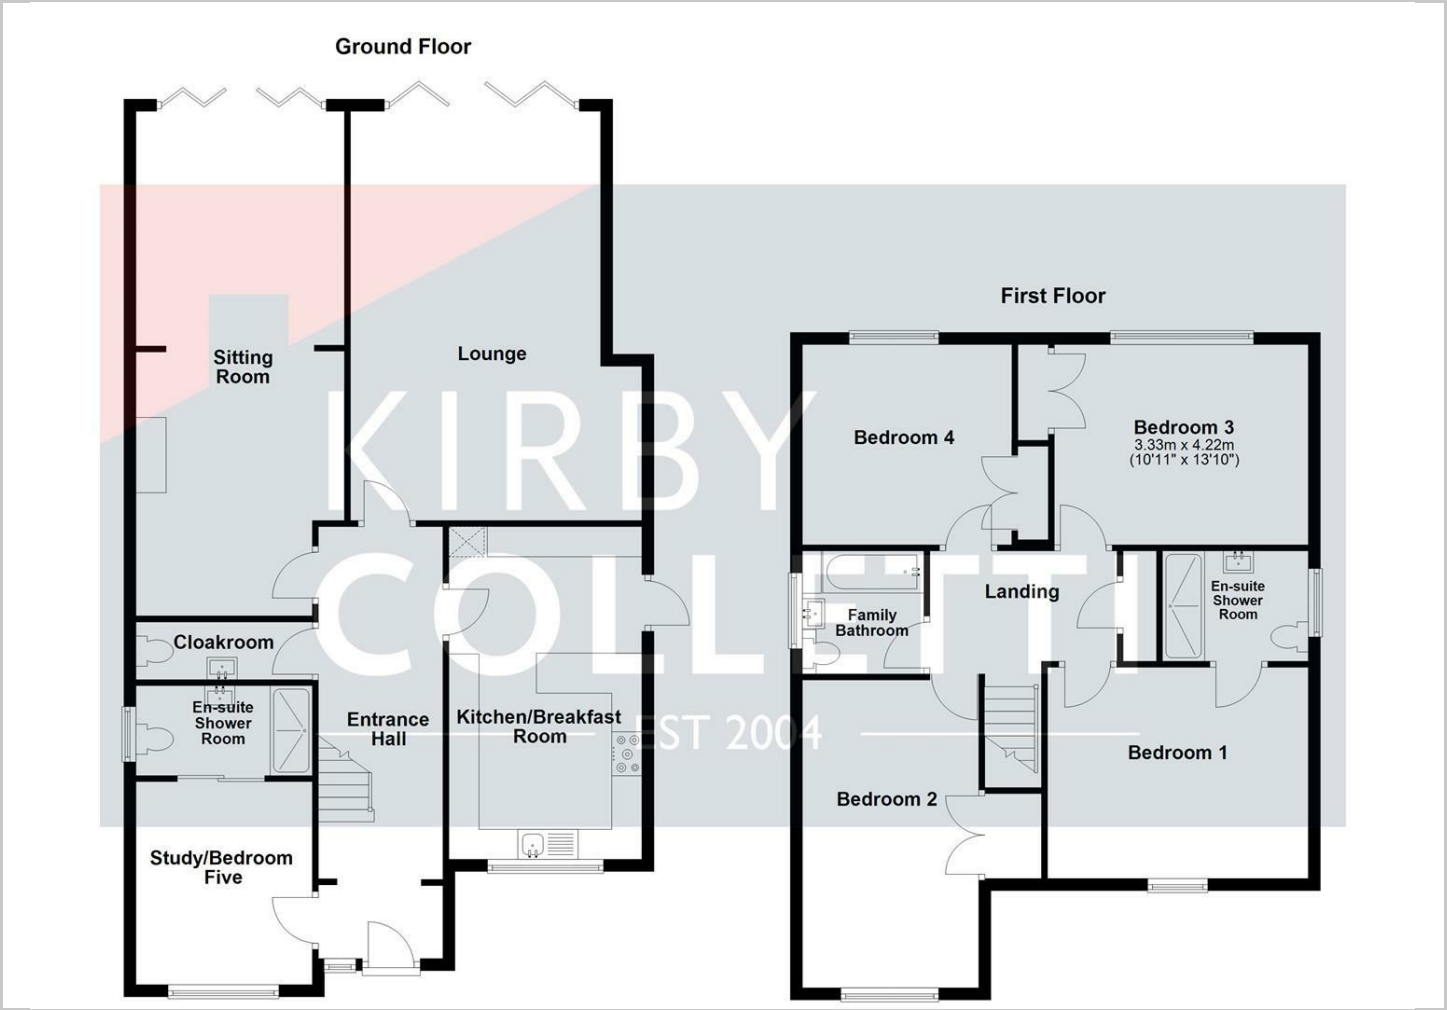 Ground Floor
Sitting
Room
Lounge
Cloakroom
En-suite
Shower
Room
Entrance
Hall
Kitchen/Breakfast
Room
Study/Bedroom
Five
First Floor
Bedroom 4
Bedroom 3
3.33m x 4.22m
(10'11" x 13'10")
Landing
Family
Bathroom
En-suite
Shower
Room
Bedroom 1
Bedroom 2
KIRBY
COLLETTI
EST 2004